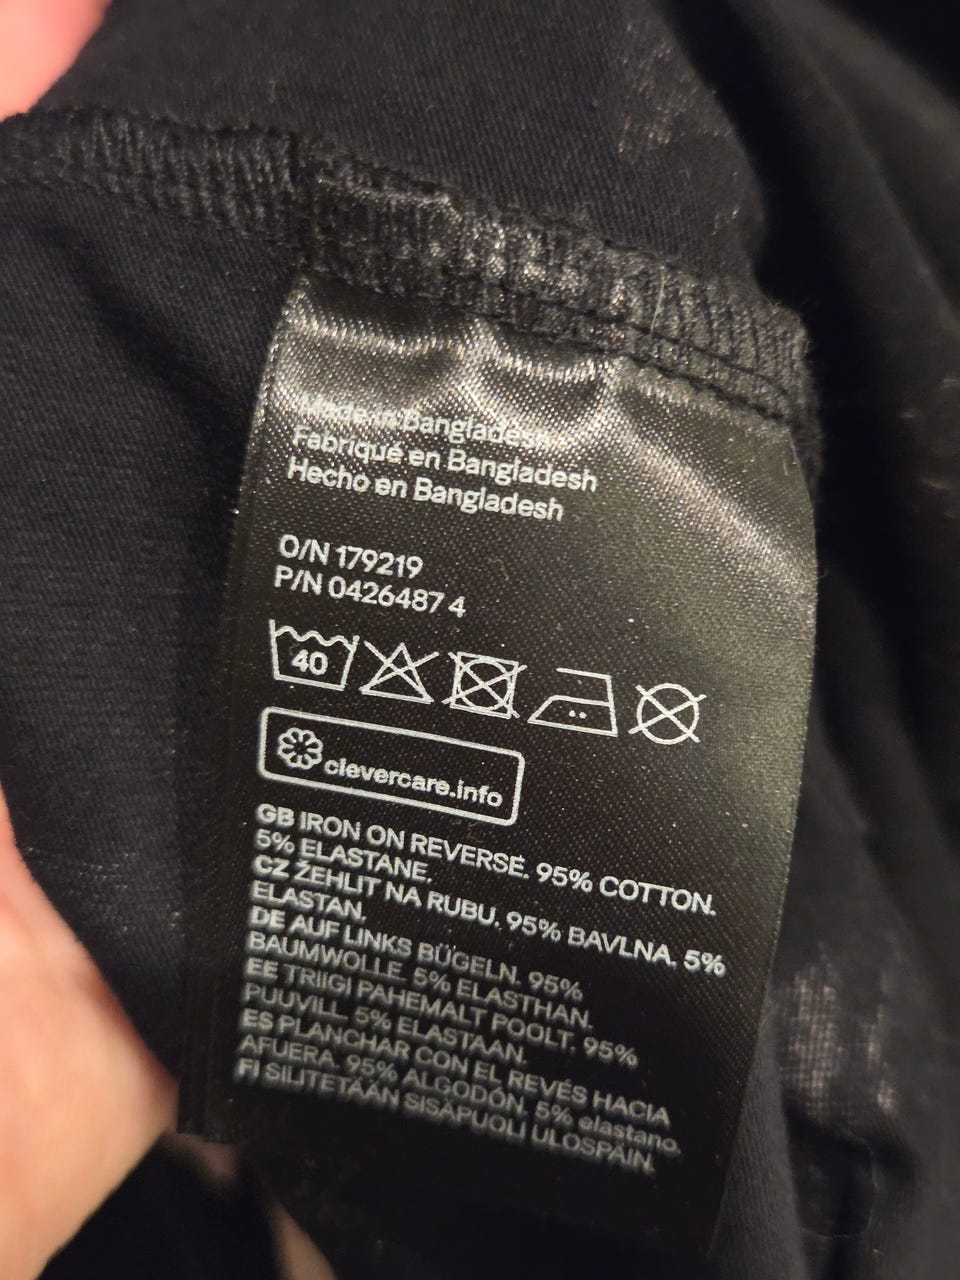 Made in Bangladesh
Fabriqué en Bangladesh
Hecho en Bangladesh
O/N 179219
P/N 0426487 4
40
clevercare.info
GB IRON ON REVERSE. 95% COTTON.
5% ELASTANE.
CZ ŽEHLIT NA RUBU. 95% BAVLNA. 5%
ELASTAN.
DE AUF LINKS BÜGELN. 95%
BAUMWOLLE. 5% ELASTHAN.
EE TRIIGI PAHEMALT POOLT. 95%
PUUVILL. 5% ELASTAAN.
ES PLANCHAR CON EL REVÉS HACIA
AFUERA. 95% ALGODÓN. 5% elastano.
FI SILITETÄÄN SISÄPUOLI ULOSPÄIN.